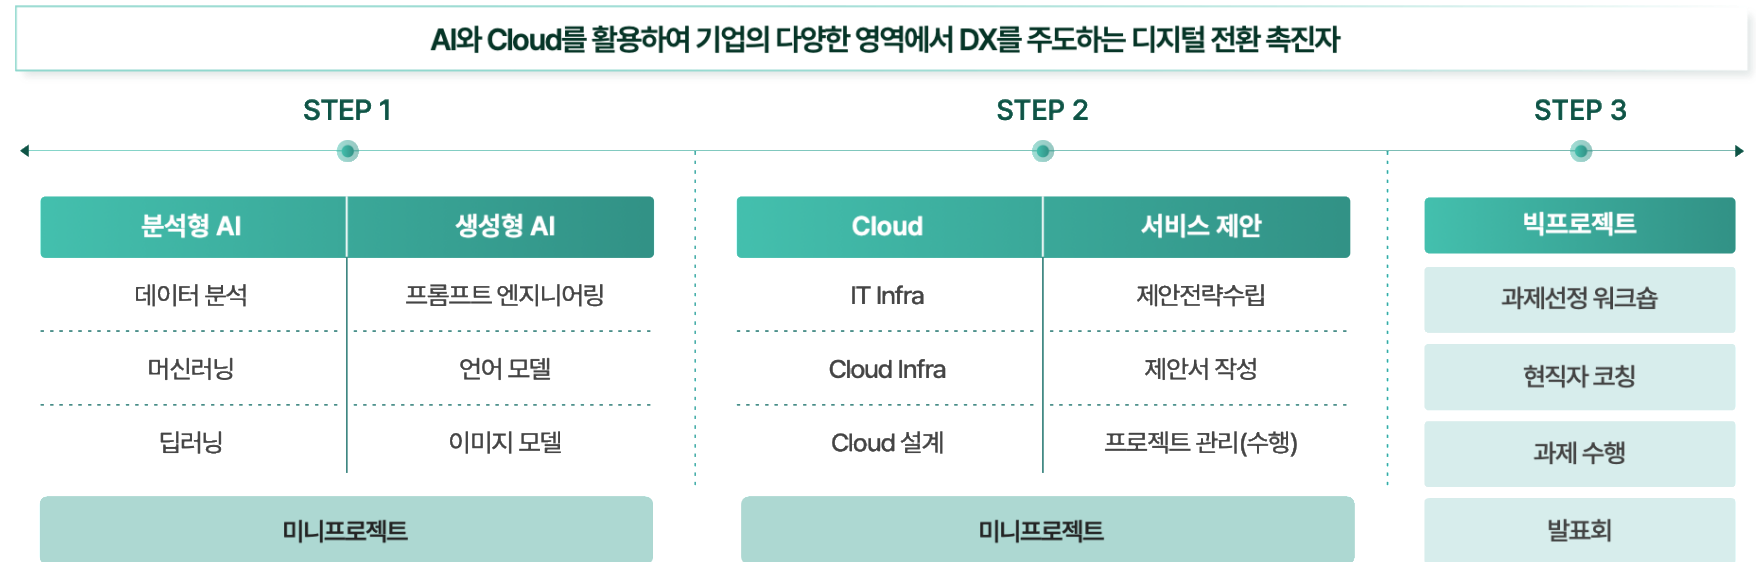 AI와 Cloud를 활용하여 기업의 다양한 영역에서 DX를 주도하는 디지털 전환 촉진자
STEP 1
STEP 2
STEP 3
분석형 AI
생성형 AI
데이터 분석
프롬프트 엔지니어링
머신러닝
언어 모델
딥러닝
이미지 모델
미니프로젝트
Cloud
서비스 제안
IT Infra
제안전략수립
Cloud Infra
제안서 작성
Cloud 설계
프로젝트 관리(수행)
미니프로젝트
빅프로젝트
과제선정 워크숍
현직자 코칭
과제 수행
발표회